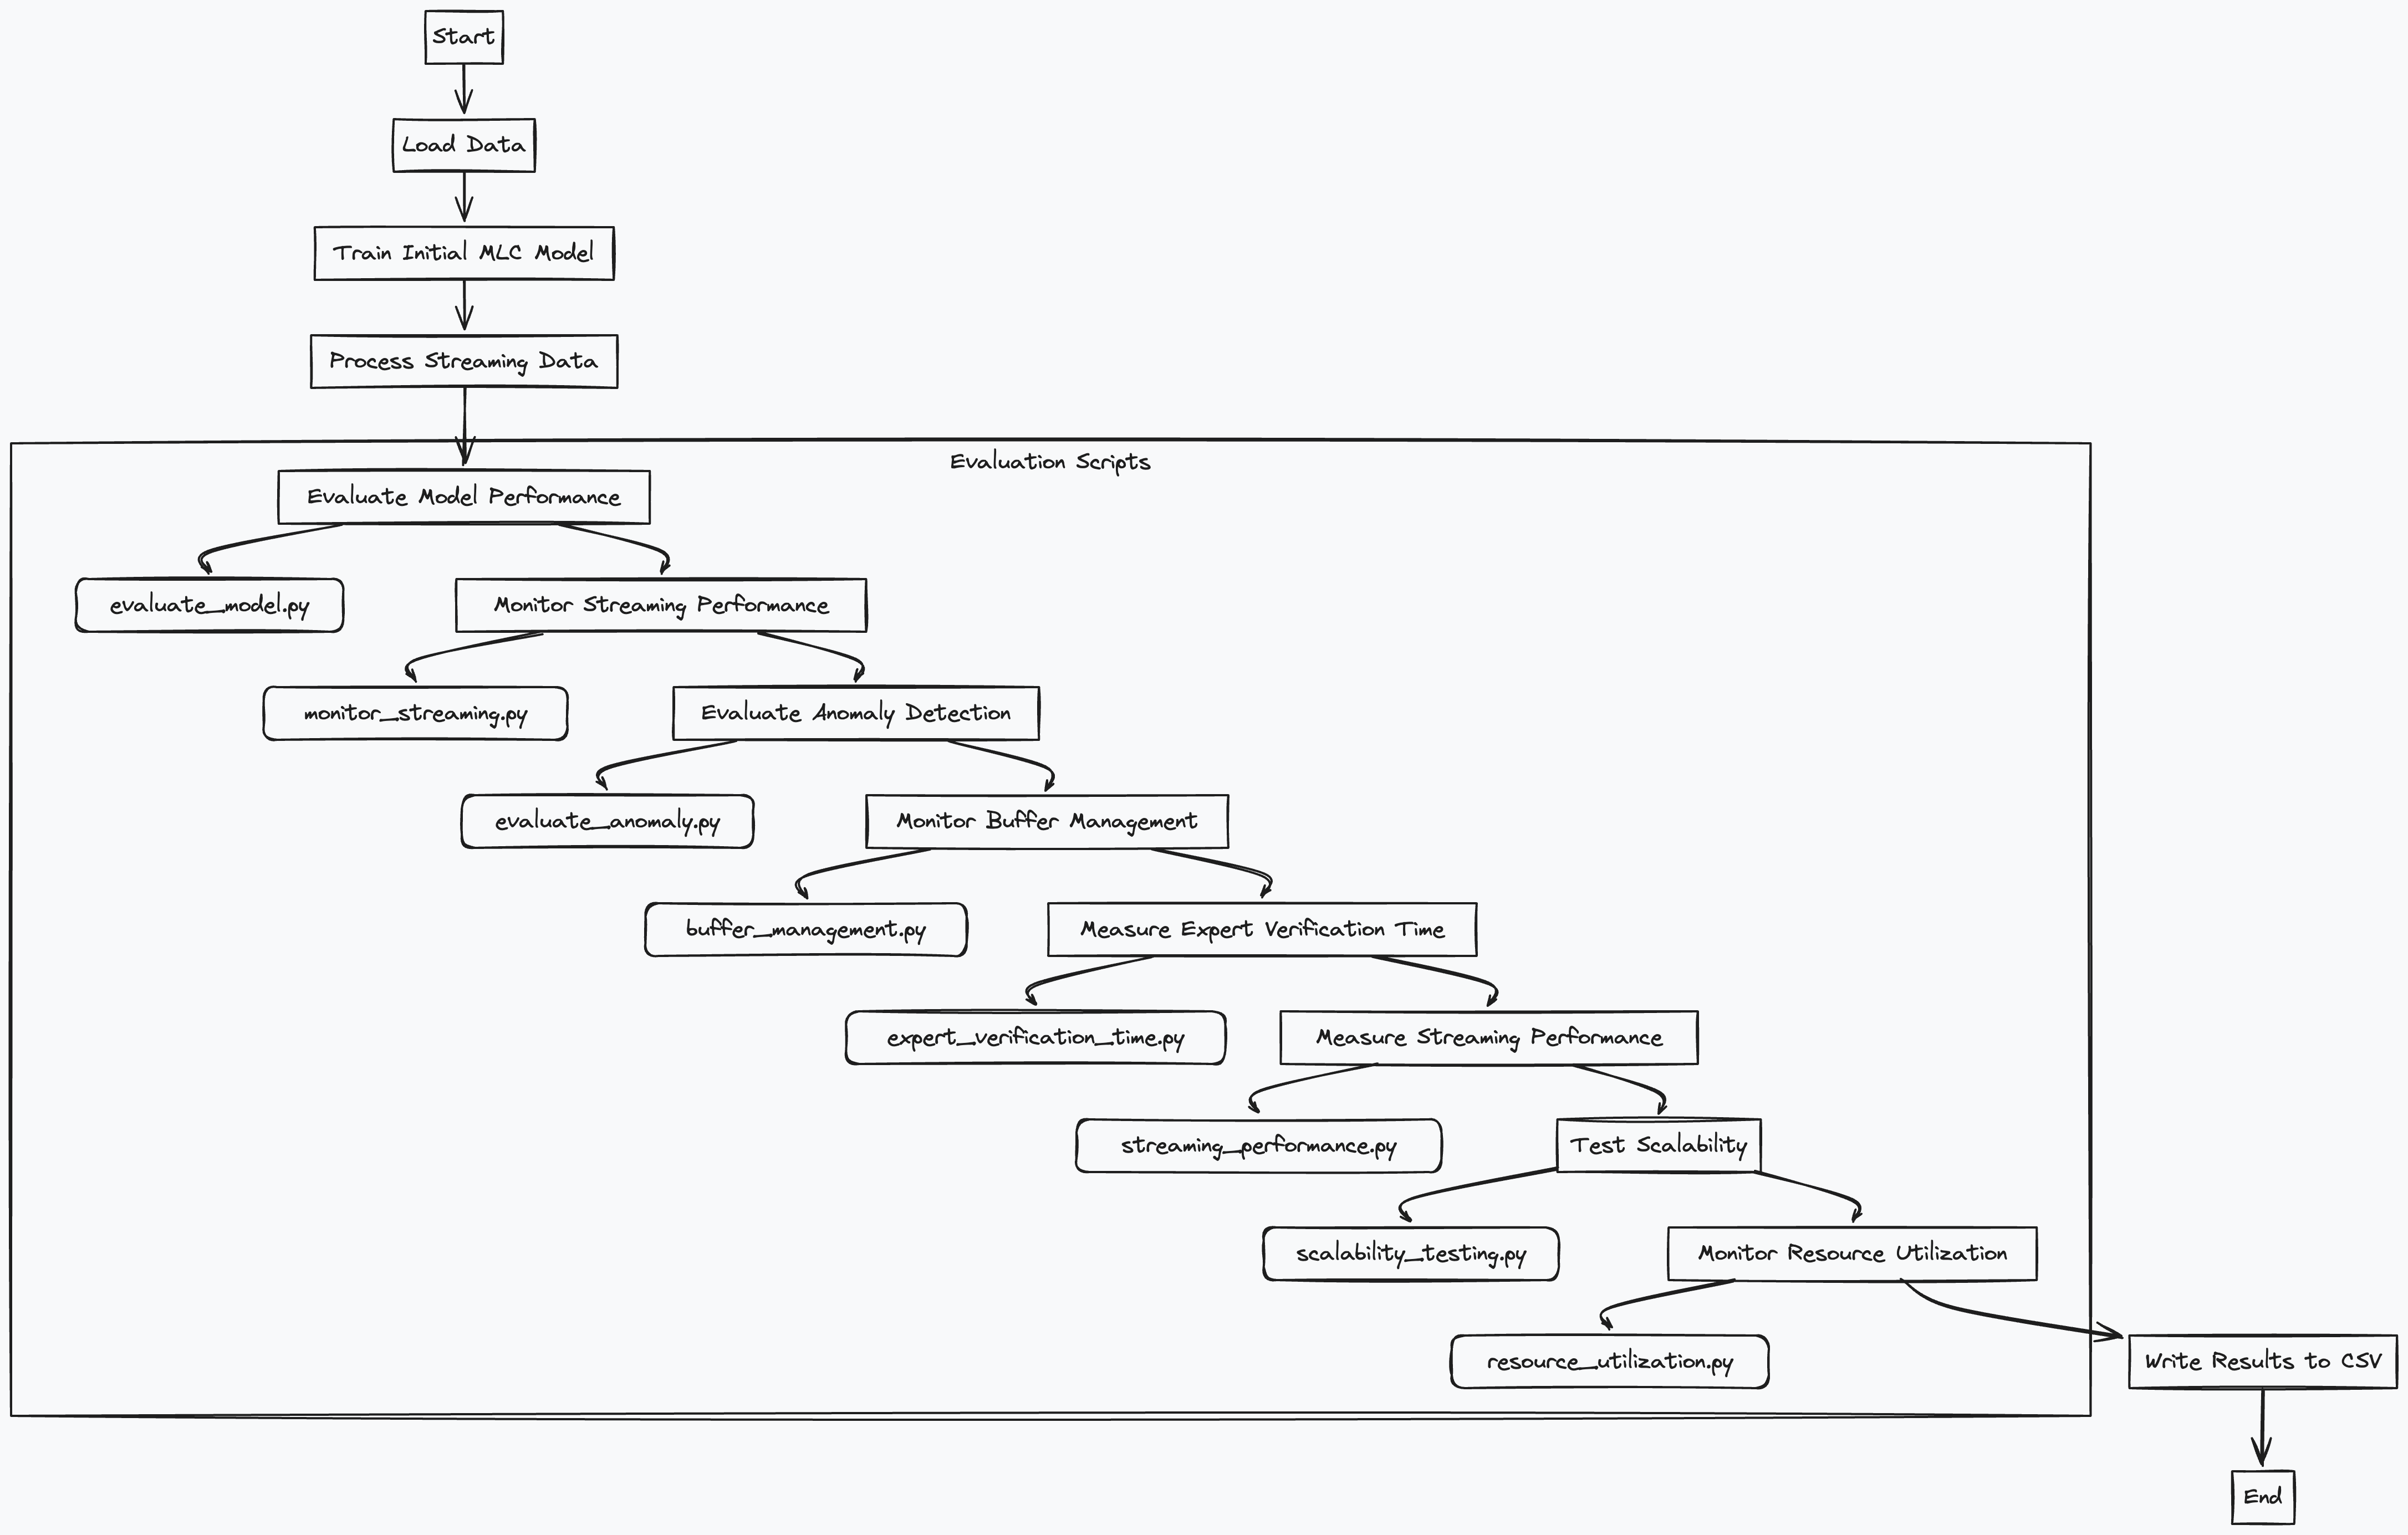 Start
Load Data
Train Initial MLC Model
Process Streaming Data
Evaluation Scripts
Evaluate Model Performance
evaluate_model.py
Monitor Streaming Performance
monitor_streaming.py
Evaluate Anomaly Detection
evaluate_anomaly.py
Monitor Buffer Management
buffer_management.py
Measure Expert Verification Time
expert_verification_time.py
Measure Streaming Performance
streaming_performance.py
Test Scalability
scalability_testing.py
Monitor Resource Utilization
resource_utilization.py
Write Results to CSV
End